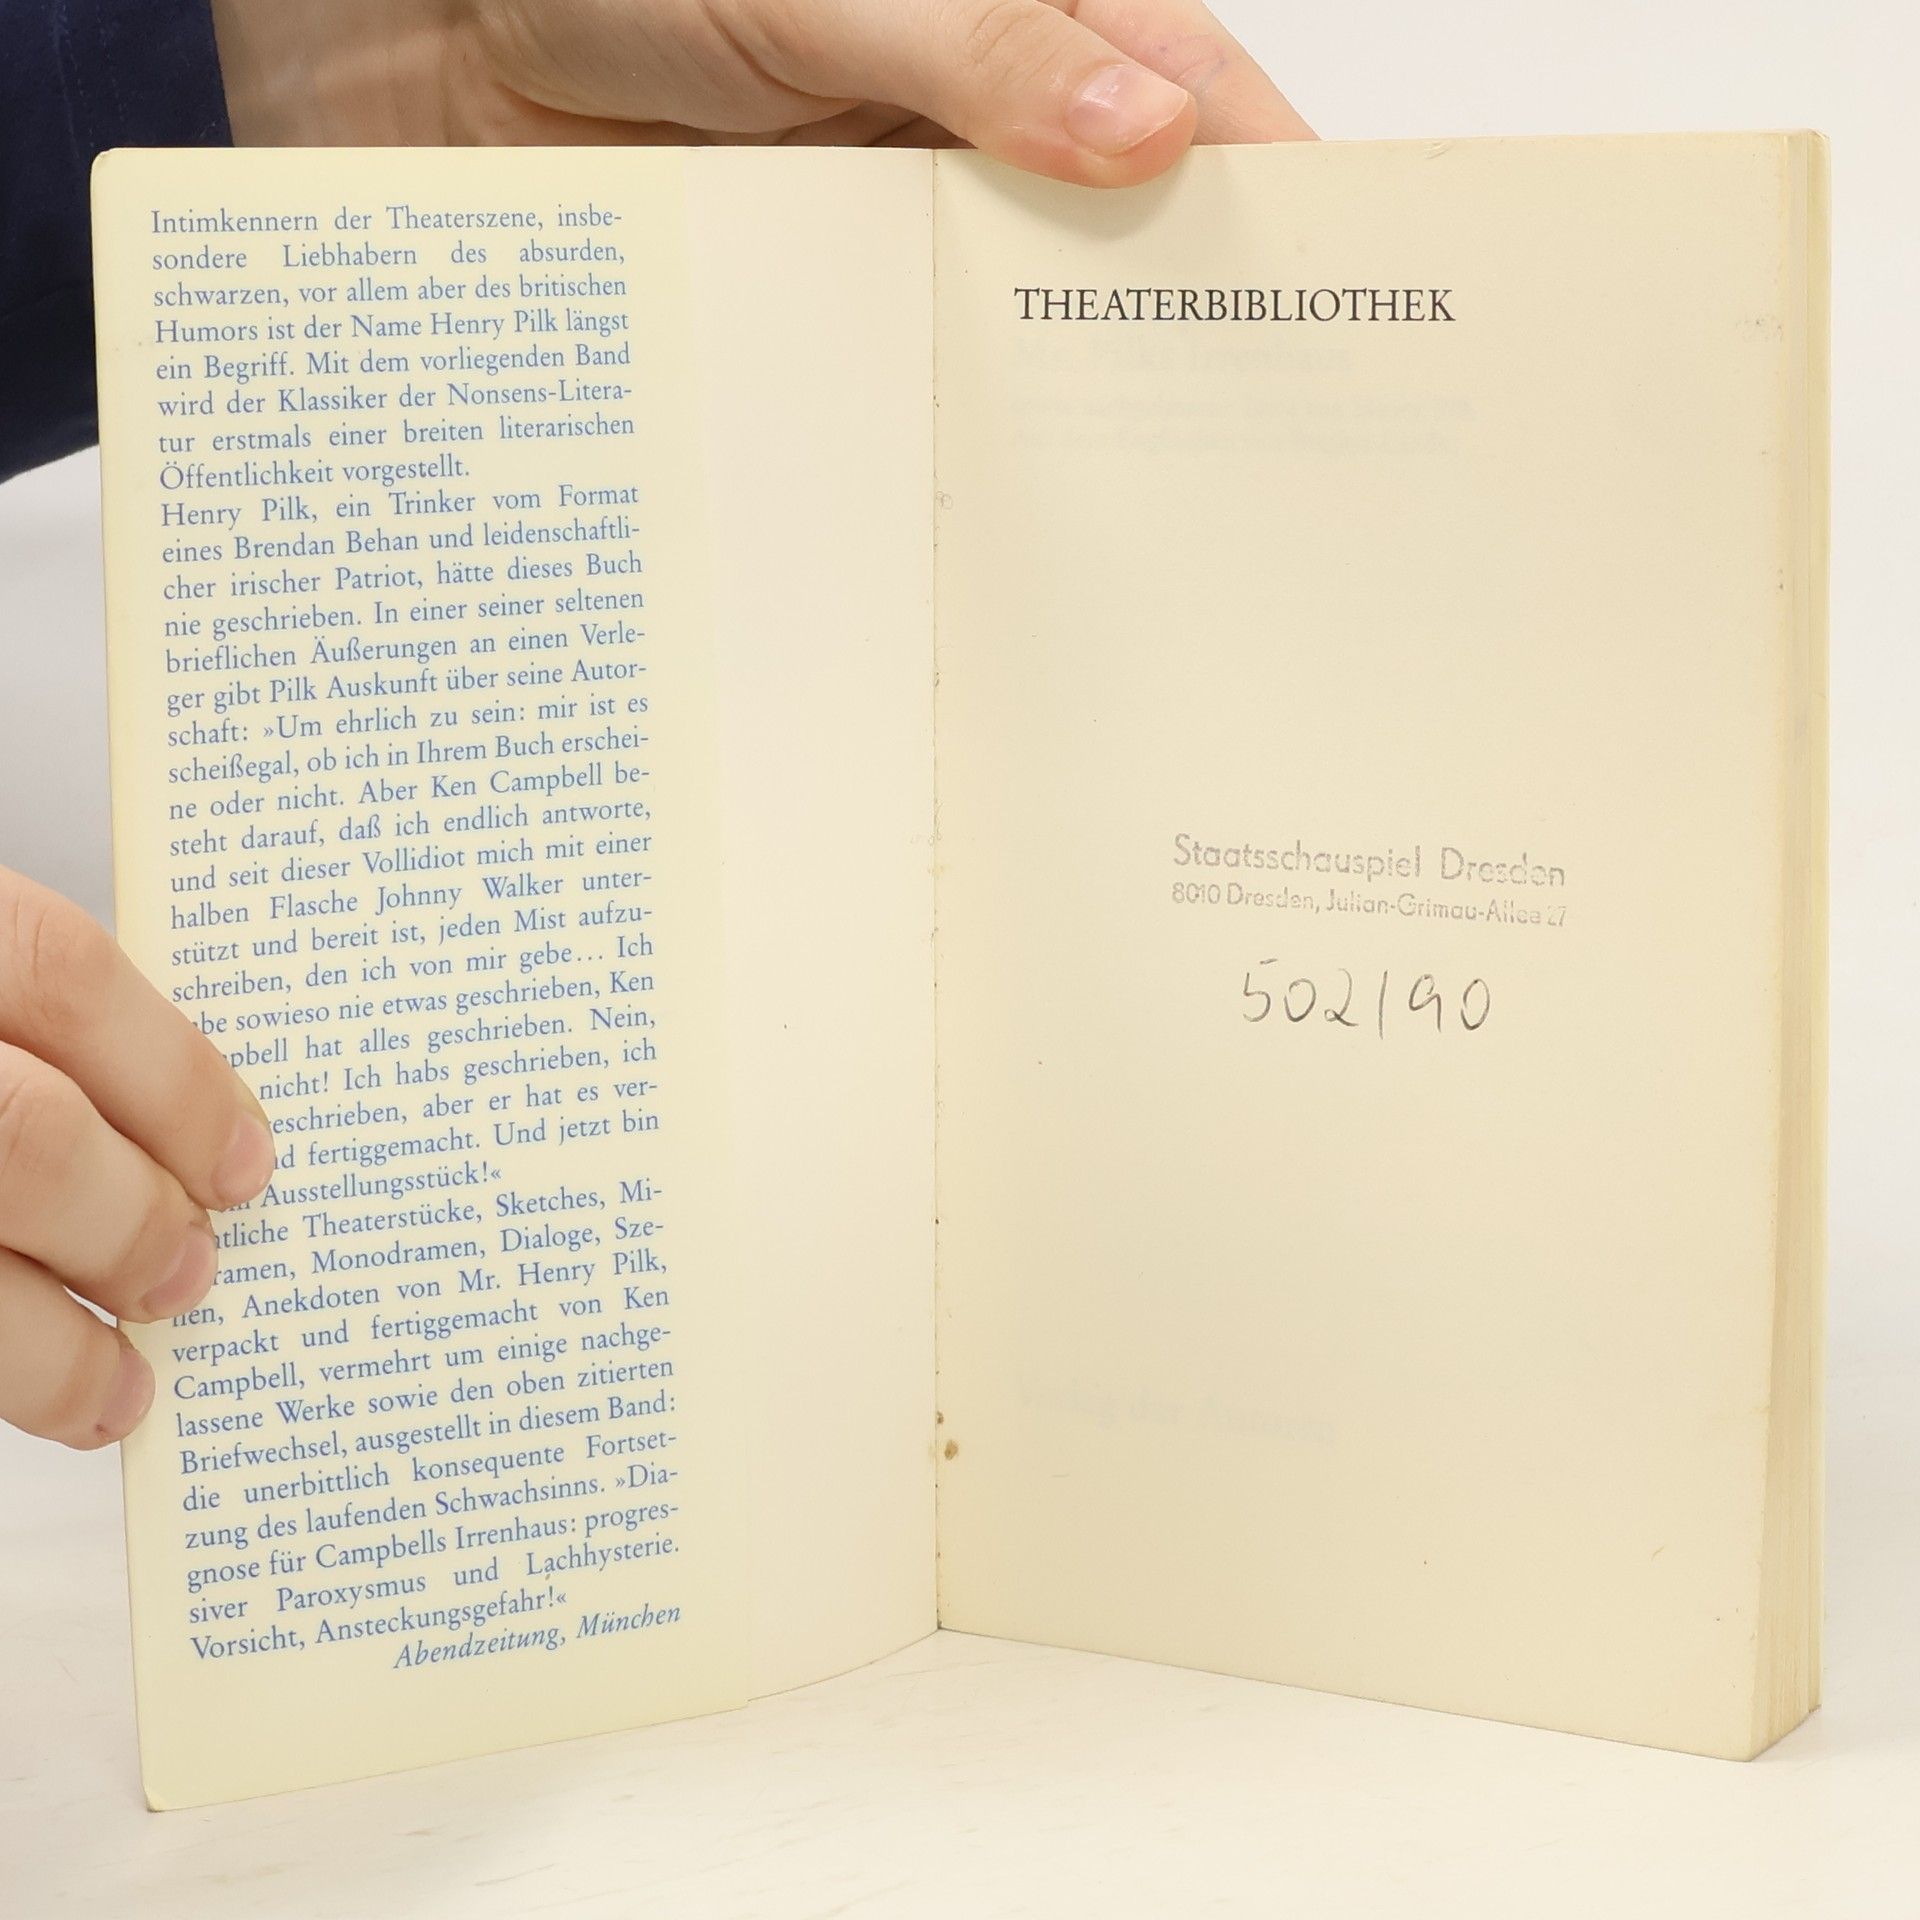 Intimkennern der Theaterszene, insbe-
sondere Liebhabern des absurden,
schwarzen, vor allem aber des britischen
Humors ist der Name Henry Pilk längst
ein Begriff. Mit dem vorliegenden Band
wird der Klassiker der Nonsens-Litera-
tur erstmals einer breiten literarischen
Öffentlichkeit vorgestellt.
Henry Pilk, ein Trinker vom Format
eines Brendan Behan und leidenschaftli-
cher irischer Patriot, hätte dieses Buch
nie geschrieben. In einer seiner seltenen
brieflichen Äußerungen an einen Verle-
ger gibt Pilk Auskunft über seine Autor-
schaft: »Um ehrlich zu sein: mir ist es
scheißegal, ob ich in Ihrem Buch erschei-
ne oder nicht. Aber Ken Campbell be-
steht darauf, daß ich endlich antworte,
und seit dieser Vollidiot mich mit einer
halben Flasche Johnny Walker unter-
stützt und bereit ist, jeden Mist aufzu-
schreiben, den ich von mir gebe... Ich
sowieso nie etwas geschrieben, Ken
hat alles geschrieben. Nein,
nicht! Ich habs geschrieben, ich
geschrieben, aber er hat es ver-
fertiggemacht. Und jetzt bin
Ausstellungsstück!«
Theaterstücke, Sketches, Mi-
Monodramen, Dialoge, Sze-
nen, Anekdoten von Mr. Henry Pilk,
verpackt und fertiggemacht von Ken
Campbell, vermehrt um einige nachge-
lassene Werke sowie den oben zitierten
Briefwechsel, ausgestellt in diesem Band:
die unerbittlich konsequente Fortset-
zung des laufenden Schwachsinns. »Dia-
gnose für Campbells Irrenhaus: progres-
siver Paroxysmus und Lachhysterie.
Vorsicht, Ansteckungsgefahr!«
Abendzeitung, München
THEATERBIBLIOTHEK
Staatsschauspiel Dresden
8010 Dresden, Julian-Grimau-Allee 27
502/90